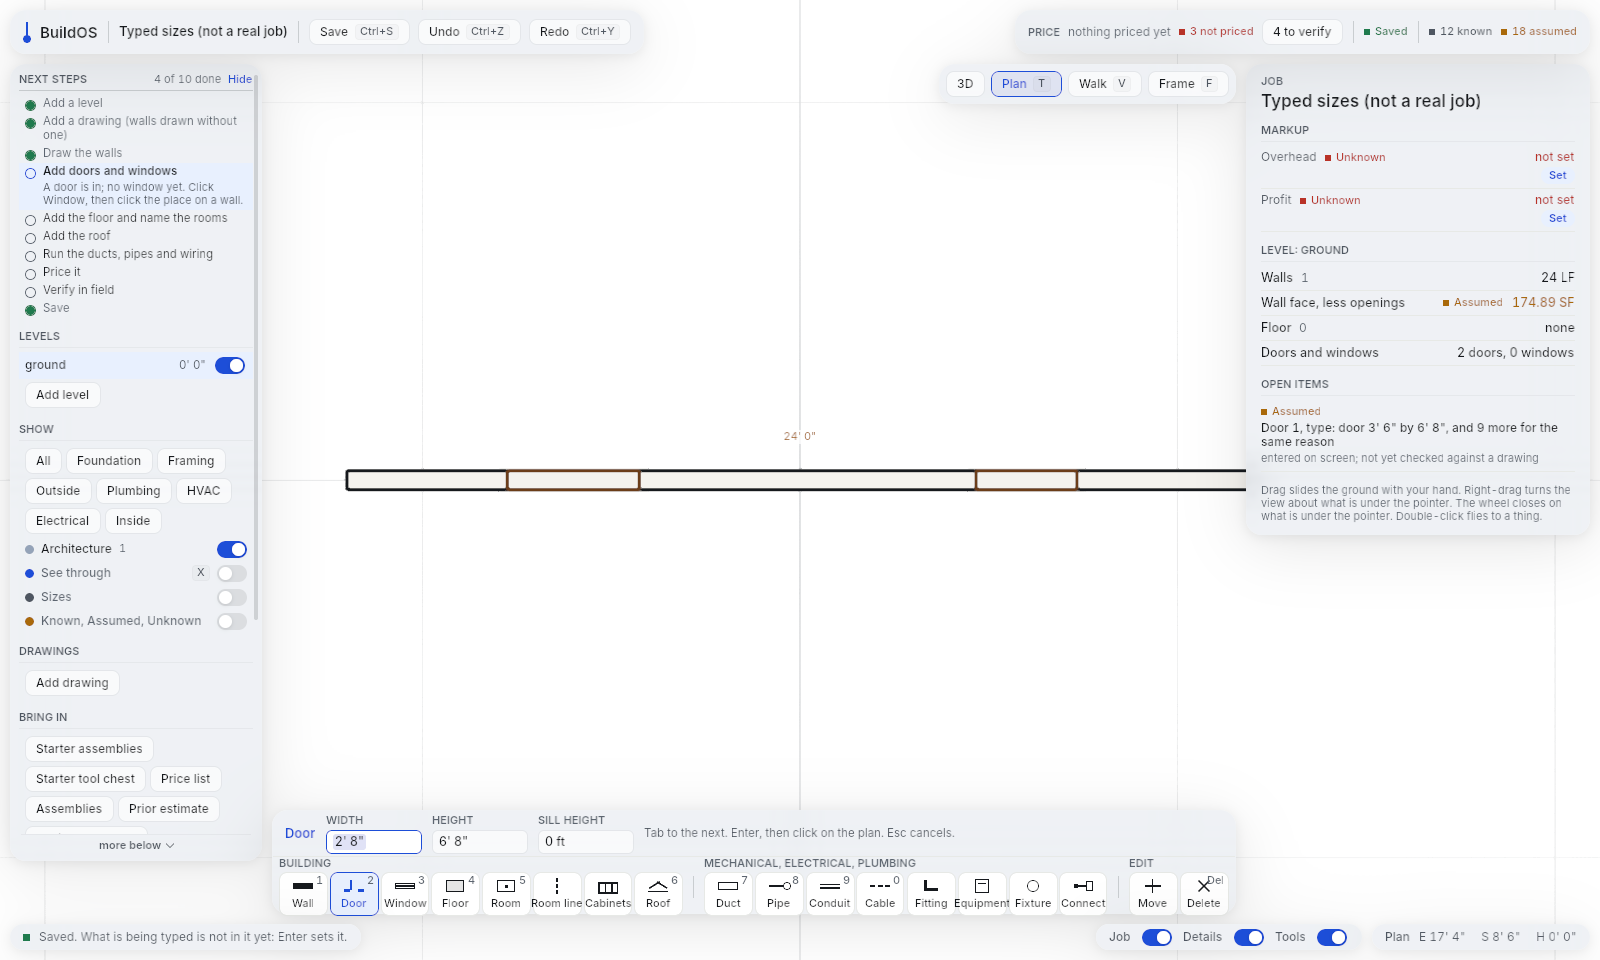 BuildOS
Typed sizes (not a real job)
Save Ctrl+S
Undo Ctrl+Z
Redo Ctrl+Y
PRICE nothing priced yet 3 not priced 4 to verify Saved 12 known 18 assumed
NEXT STEPS 4 of 10 done Hide
Add a level
Add a drawing (walls drawn without
one)
Draw the walls
Add doors and windows
A door is in; no window yet. Click
Window, then click the place on a wall.
Add the floor and name the rooms
Add the roof
Run the ducts, pipes and wiring
Price it
Verify in field
Save
LEVELS
ground 0' 0"
Add level
SHOW
All Foundation Framing
Outside Plumbing HVAC
Electrical Inside
Architecture 1
See through X
Sizes
Known, Assumed, Unknown
DRAWINGS
Add drawing
BRING IN
Starter assemblies
Starter tool chest Price list
Assemblies Prior estimate
more below
3D Plan T Walk V Frame F
24' 0"
JOB
Typed sizes (not a real job)
MARKUP
Overhead Unknown not set
Set
Profit Unknown not set
Set
LEVEL: GROUND
Walls 1 24 LF
Wall face, less openings Assumed 174.89 SF
Floor 0 none
Doors and windows 2 doors, 0 windows
OPEN ITEMS
Assumed
Door 1, type: door 3' 6" by 6' 8", and 9 more for the
same reason
entered on screen; not yet checked against a drawing
Drag slides the ground with your hand. Right-drag turns the
view about what is under the pointer. The wheel closes on
what is under the pointer. Double-click flies to a thing.
WIDTH HEIGHT SILL HEIGHT
Door 2' 8" 6' 8" 0 ft Tab to the next. Enter, then click on the plan. Esc cancels.
BUILDING MECHANICAL, ELECTRICAL, PLUMBING EDIT
1 2 3 4 5 6 7 8 9 0 Del
Wall Door Window Floor Room Room line Cabinets Roof Duct Pipe Conduit Cable Fitting Equipment Fixture Connect Move Delete
Saved. What is being typed is not in it yet: Enter sets it.
Job Details Tools
Plan E 17' 4" S 8' 6" H 0' 0"